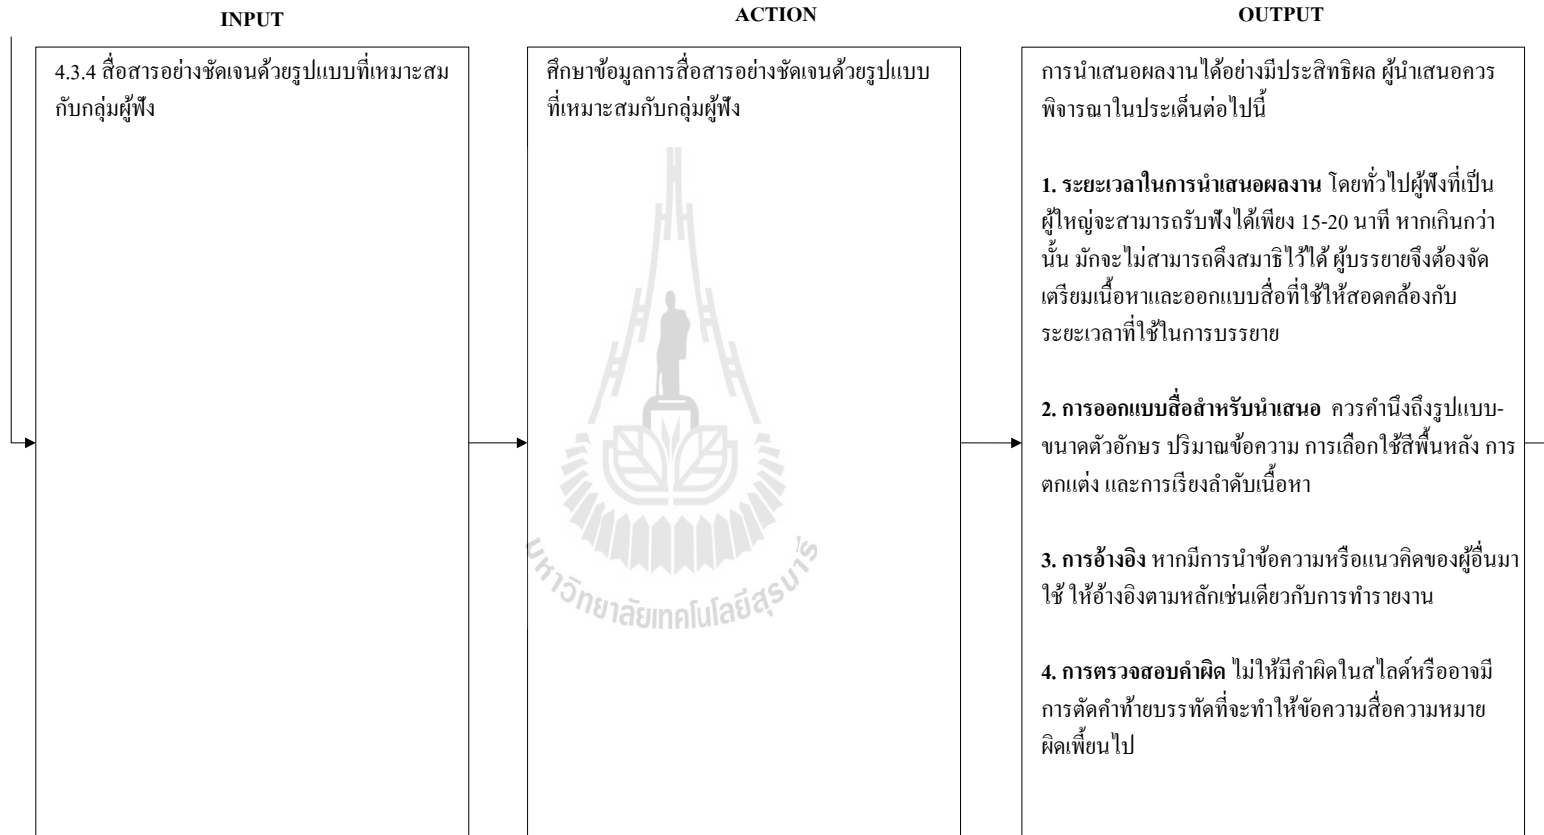 INPUT
ACTION
OUTPUT
4.3.4 สื่อสารอย่างชัดเจนด้วยรูปแบบที่เหมาะสม
กับกลุ่มผู้ฟัง
ศึกษาข้อมูลการสื่อสารอย่างชัดเจนด้วยรูปแบบ
ที่เหมาะสมกับกลุ่มผู้ฟัง
การนำเสนอผลงานได้อย่างมีประสิทธิผล ผู้นำเสนอควร
พิจารณาในประเด็นต่อไปนี้
1. ระยะเวลาในการนำเสนอผลงาน โดยทั่วไปผู้ฟังที่เป็น
ผู้ใหญ่จะสามารถรับฟังได้เพียง 15-20 นาที หากเกินกว่า
นั้น มักจะไม่สามารถดึงสมาธิไว้ได้ ผู้บรรยายจึงต้องจัด
เตรียมเนื้อหาและออกแบบสื่อที่ใช้ให้สอดคล้องกับ
ระยะเวลาที่ใช้ในการบรรยาย
2. การออกแบบสื่อสำหรับนำเสนอ ควรคำนึงถึงรูปแบบ-
ขนาดตัวอักษร ปริมาณข้อความ การเลือกใช้สีพื้นหลัง การ
ตกแต่ง และการเรียงลำดับเนื้อหา
3. การอ้างอิง หากมีการนำข้อความหรือแนวคิดของผู้อื่นมา
ใช้ ให้อ้างอิงตามหลักเช่นเดียวกับการทำรายงาน
4. การตรวจสอบคำผิด ไม่ให้มีคำผิดในสไลด์หรืออาจมี
การตัดคำท้ายบรรทัดที่จะทำให้ข้อความสื่อความหมาย
ผิดเพี้ยนไป
มหาวิทยาลัยเทคโนโลยีสุรนารี